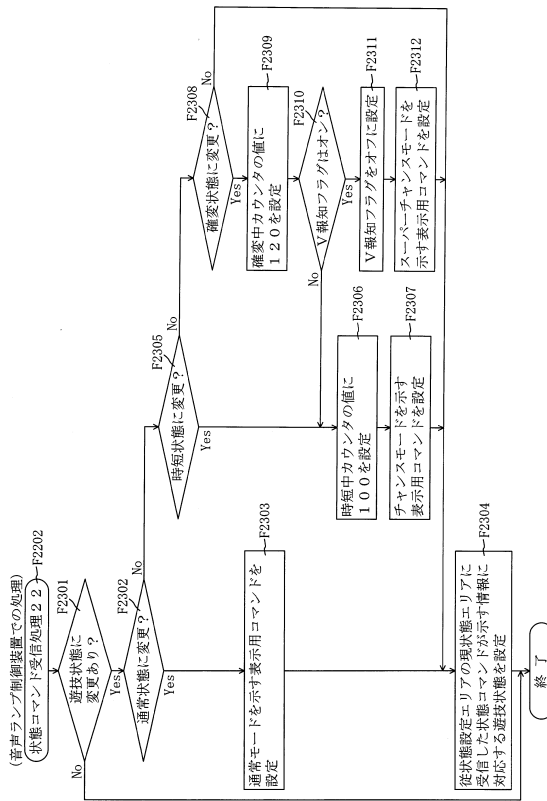 (音声ランプ制御装置での処理)
状態コマンド受信処理22
F2202
遊技状態に
変更あり?
F2301
No
Yes
通常状態に変更?
F2302
No
Yes
通常モードを示す表示用コマンドを
設定
F2303
従状態設定エリアの現状態エリアに
受信した状態コマンドが示す情報に
対応する遊技状態を設定
F2304
終了
時短状態に変更?
F2305
No
Yes
時短中カウンタの値に
100を設定
F2306
チャンスモードを示す
表示用コマンドを設定
F2307
確変状態に変更?
F2308
No
Yes
確変中カウンタの値に
120を設定
F2309
V報知フラグはオン?
F2310
No
Yes
V報知フラグをオフに設定
F2311
スーパーチャンスモードを
示す表示用コマンドを設定
F2312